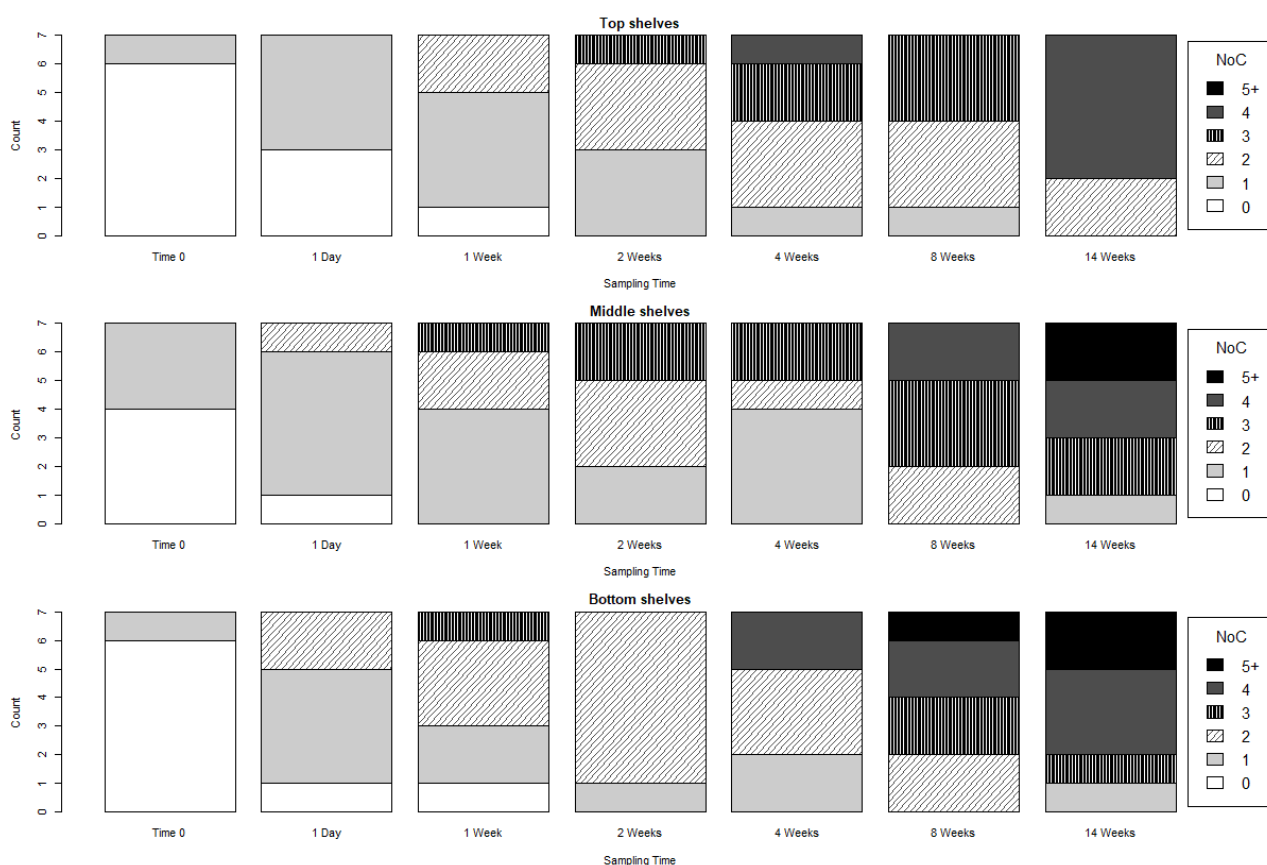 Top shelves
Count
7
6
5
4
3
2
1
0
Time 0
1 Day
1 Week
2 Weeks
4 Weeks
8 Weeks
14 Weeks
Sampling Time
NoC
5+
4
3
2
1
0
Middle shelves
Count
7
6
5
4
3
2
1
0
Time 0
1 Day
1 Week
2 Weeks
4 Weeks
8 Weeks
14 Weeks
Sampling Time
NoC
5+
4
3
2
1
0
Bottom shelves
Count
7
6
5
4
3
2
1
0
Time 0
1 Day
1 Week
2 Weeks
4 Weeks
8 Weeks
14 Weeks
Sampling Time
NoC
5+
4
3
2
1
0